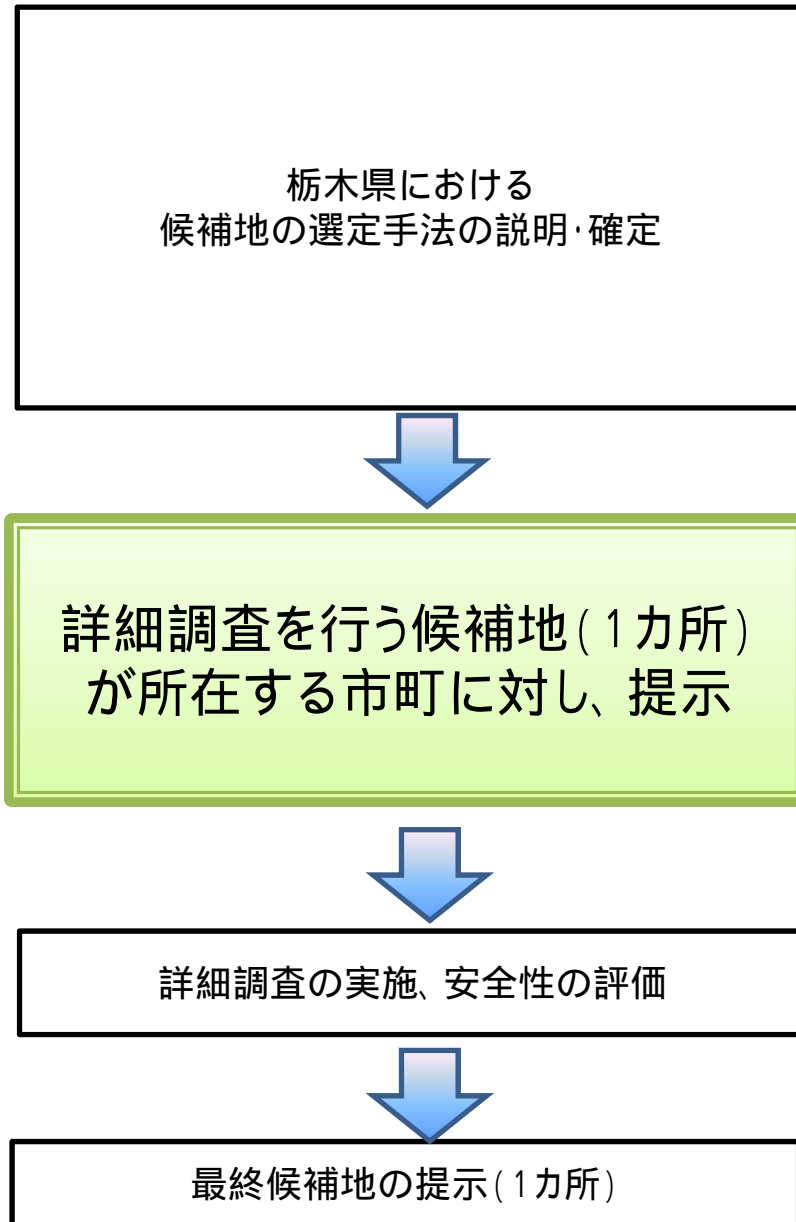 栃木県における
候補地の選定手法の説明・確定
詳細調査を行う候補地（1カ所）
が所在する市町に対し、提示
詳細調査の実施、安全性の評価
最終候補地の提示（1カ所）